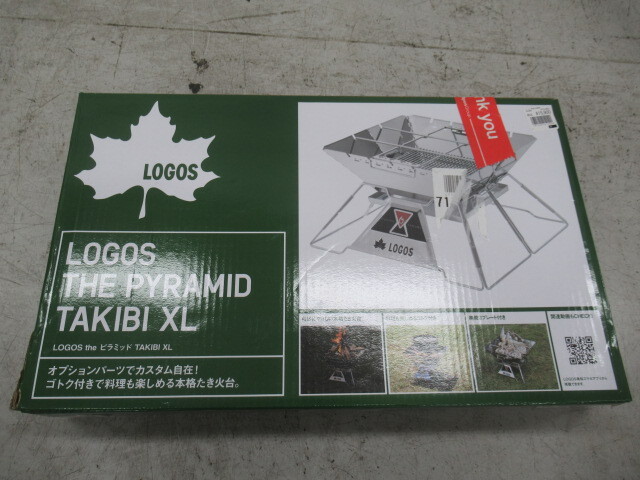 LOGOS
LOGOS
THE PYRAMID
TAKIBI XL
LOGOS the ピラミッド TAKIBI XL
オプションパーツでカスタム自在!
ゴトク付きで料理も楽しめる本格たき火台。
nk you
71
LOGOS